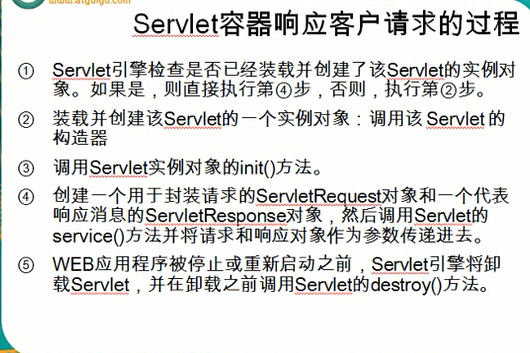 www.atguigu.com
Servlet容器响应客户请求的过程
① Servlet引擎检查是否已经装载并创建了该Servlet的实例对
象。如果是，则直接执行第④步，否则，执行第②步。
② 装载并创建该Servlet的一个实例对象：调用该 Servlet 的
构造器
③ 调用Servlet实例对象的init()方法。
④ 创建一个用于封装请求的ServletRequest对象和一个代表
响应消息的ServletResponse对象，然后调用Servlet的
service()方法并将请求和响应对象作为参数传递进去。
⑤ WEB应用程序被停止或重新启动之前，Servlet引擎将卸
载Servlet，并在卸载之前调用Servlet的destroy()方法。